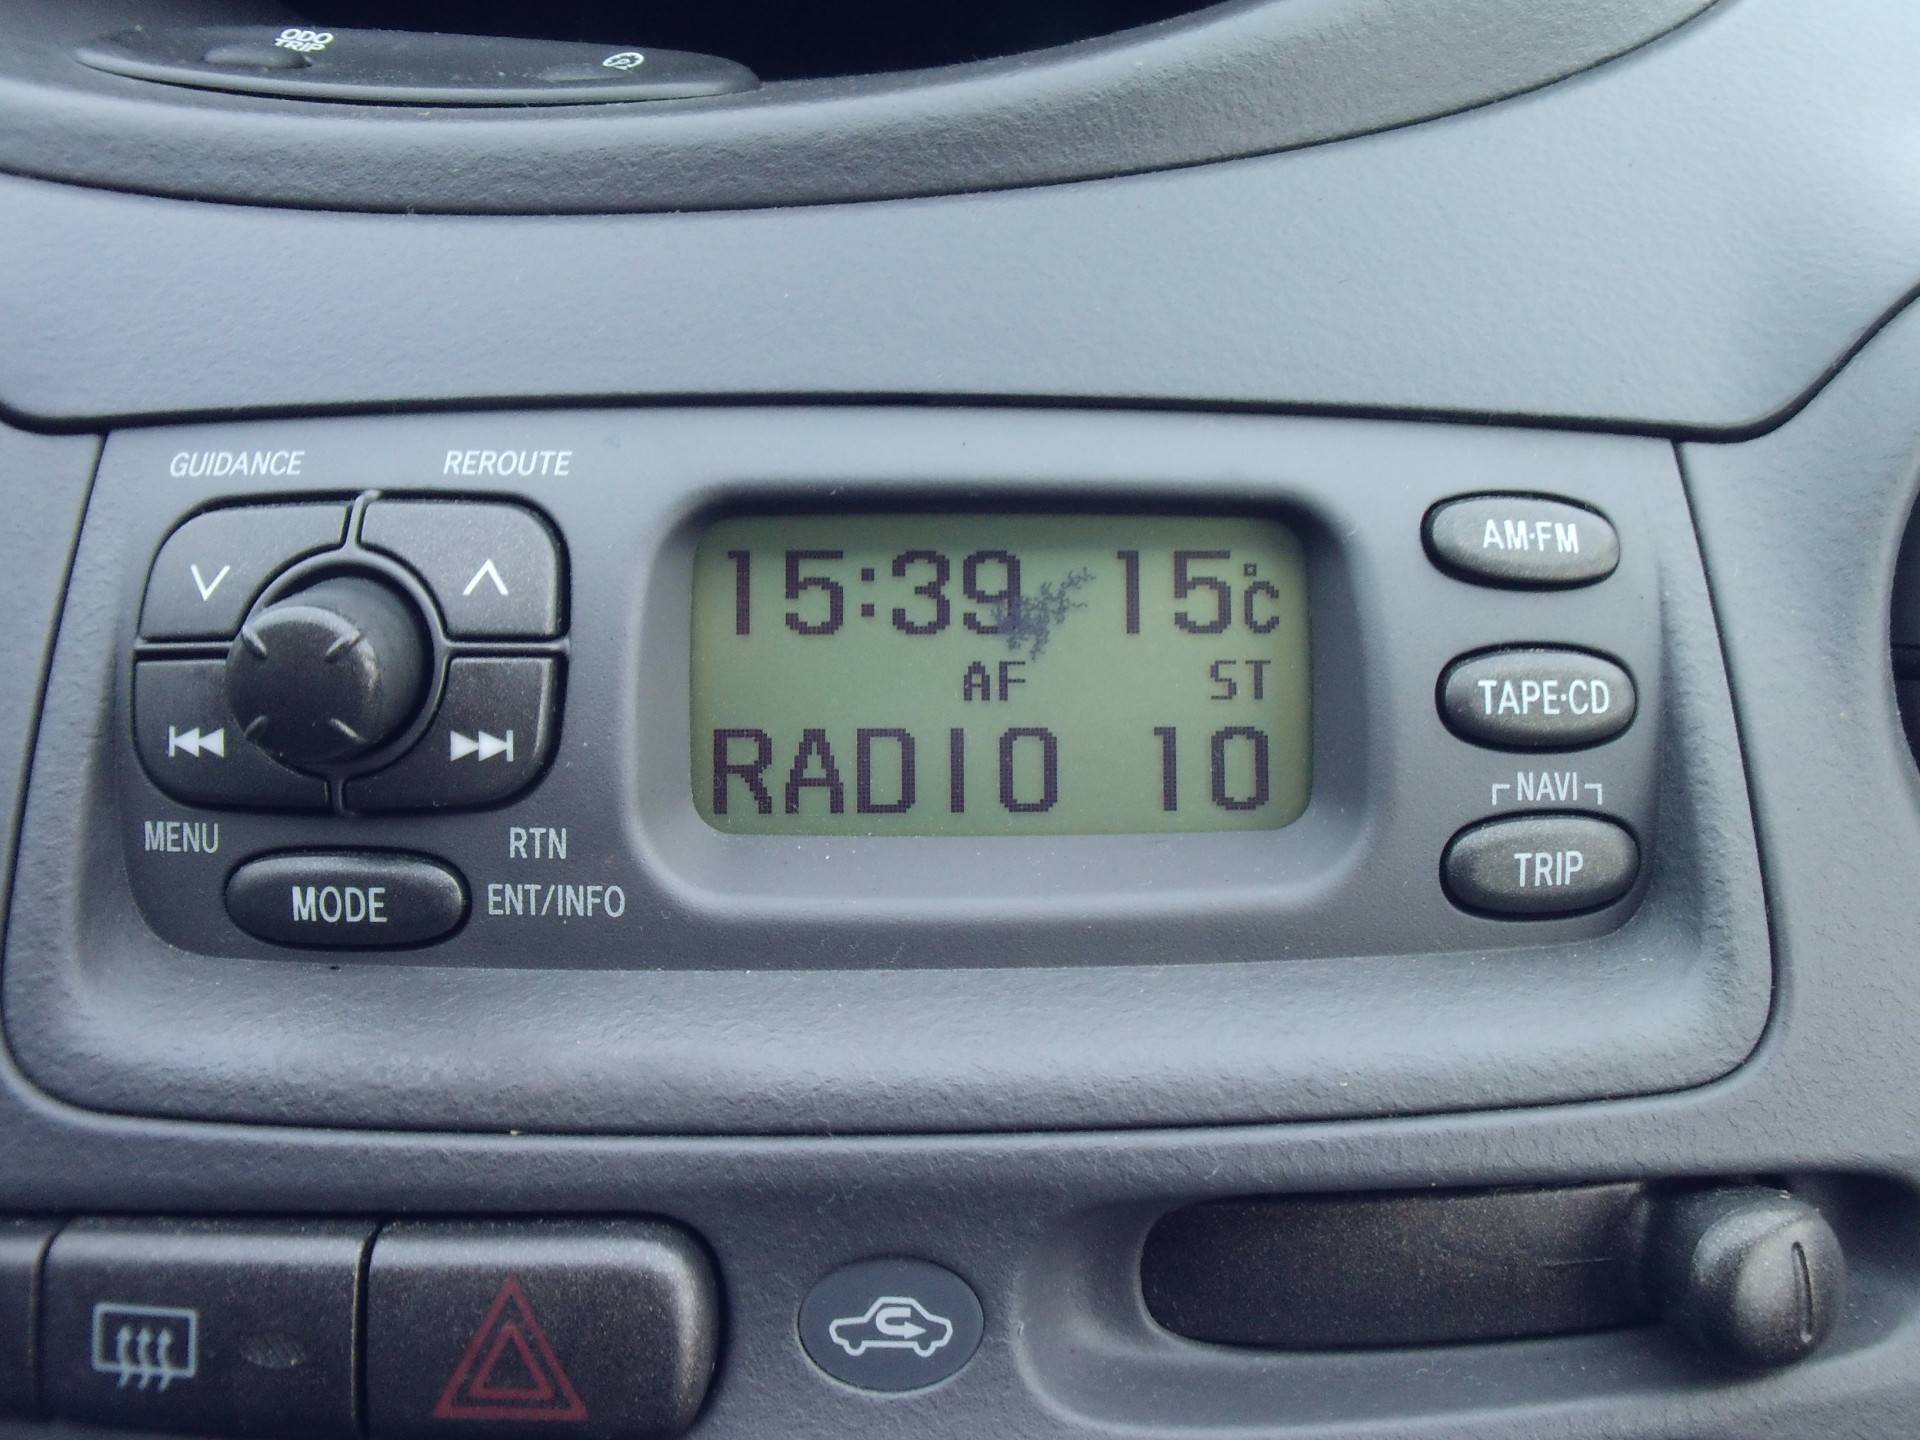 ODO
TRIP
GUIDANCE
REROUTE
15:39 15°C
AF ST
RADIO 10
AM·FM
TAPE·CD
NAVI
TRIP
MENU
RTN
MODE
ENT/INFO